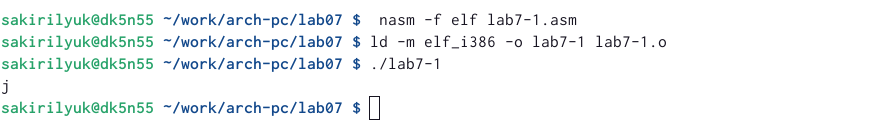 sakirilyuk@dk5n55 ~/work/arch-pc/lab07 $  nasm -f elf lab7-1.asm
sakirilyuk@dk5n55 ~/work/arch-pc/lab07 $ ld -m elf_i386 -o lab7-1 lab7-1.o
sakirilyuk@dk5n55 ~/work/arch-pc/lab07 $ ./lab7-1
j
sakirilyuk@dk5n55 ~/work/arch-pc/lab07 $